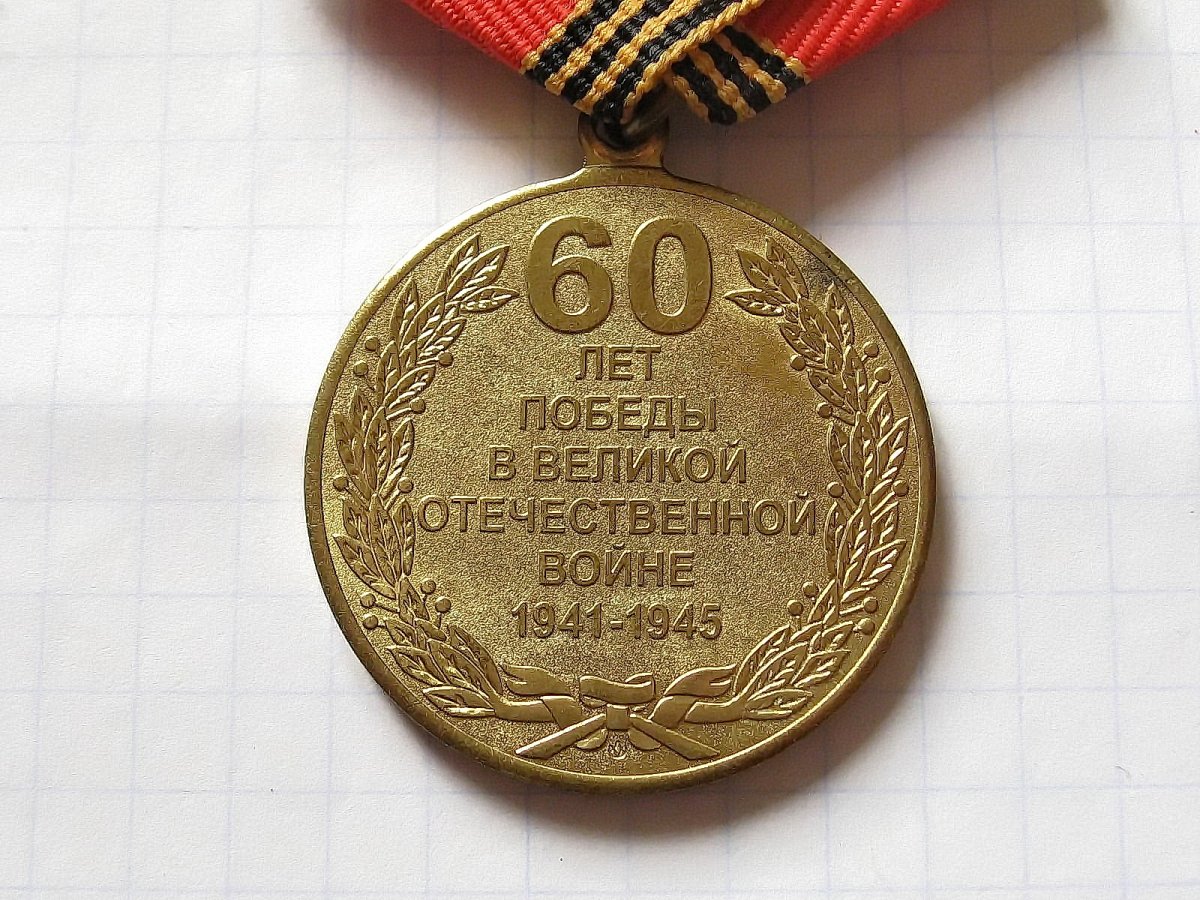 60
ЛЕТ
ПОБЕДЫ
В ВЕЛИКОЙ
ОТЕЧЕСТВЕННОЙ
ВОЙНЕ
1941-1945